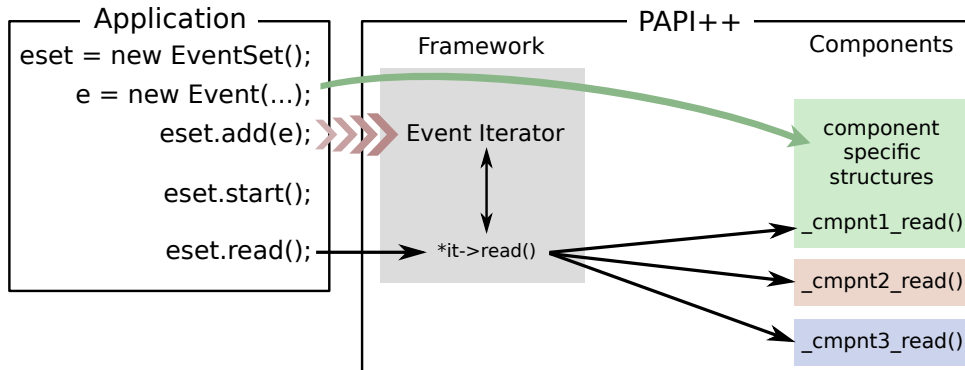 Application
eset = new EventSet();
e = new Event(...);
eset.add(e);
eset.start();
eset.read();
PAPI++
Framework
Event Iterator
*it->read()
Components
component
specific
structures
_cmpnt1_read()
_cmpnt2_read()
_cmpnt3_read()